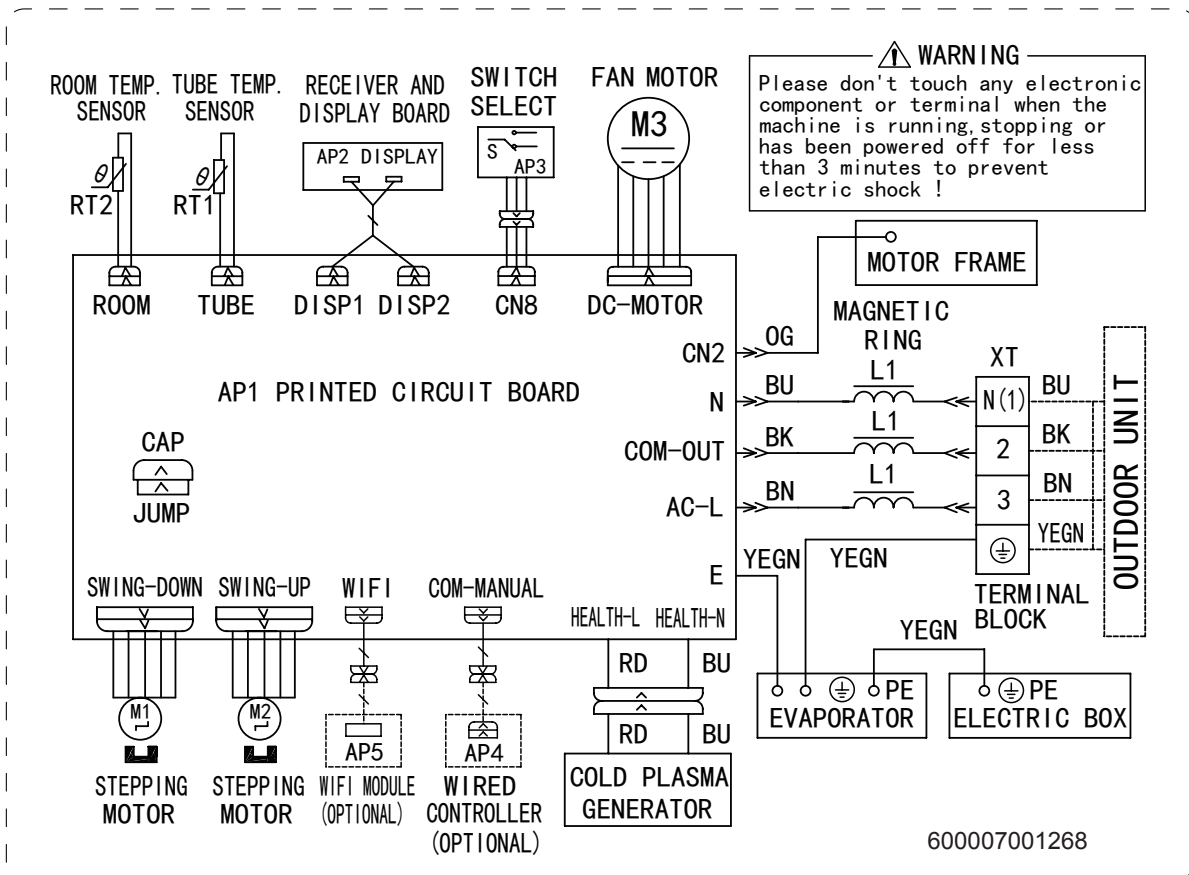 WARNING
Please don't touch any electronic
component or terminal when the
machine is running,stopping or
has been powered off for less
than 3 minutes to prevent
electric shock !
ROOM TEMP.
SENSOR
TUBE TEMP.
SENSOR
RECEIVER AND
DISPLAY BOARD
SWITCH
SELECT
FAN MOTOR
θ
RT2
θ
RT1
AP2 DISPLAY
S
AP3
M3
MOTOR FRAME
ROOM
TUBE
DISP1
DISP2
CN8
DC-MOTOR
MAGNETIC
RING
AP1 PRINTED CIRCUIT BOARD
CAP
JUMP
CN2
OG
N
BU
L1
XT
N(1)
BU
COM-OUT
BK
L1
2
BK
AC-L
BN
L1
3
BN
YEGN
OUTDOOR UNIT
E
YEGN
YEGN
TERMINAL
BLOCK
YEGN
SWING-DOWN
SWING-UP
WIFI
COM-MANUAL
HEALTH-L
HEALTH-N
RD
BU
RD
BU
PE
EVAPORATOR
PE
ELECTRIC BOX
M1
M2
AP5
AP4
STEPPING
MOTOR
STEPPING
MOTOR
WIFI MODULE
(OPTIONAL)
WIRED
CONTROLLER
(OPTIONAL)
COLD PLASMA
GENERATOR
600007001268